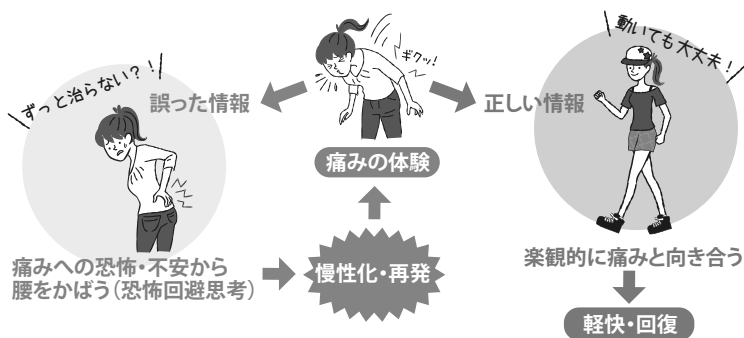 ずっと治らない?!
誤った情報
ギクッ!
正しい情報
動いても大丈夫!
痛みの体験
痛みへの恐怖・不安から
腰をかばう(恐怖回避思考)
慢性化・再発
楽観的に痛みと向き合う
軽快・回復